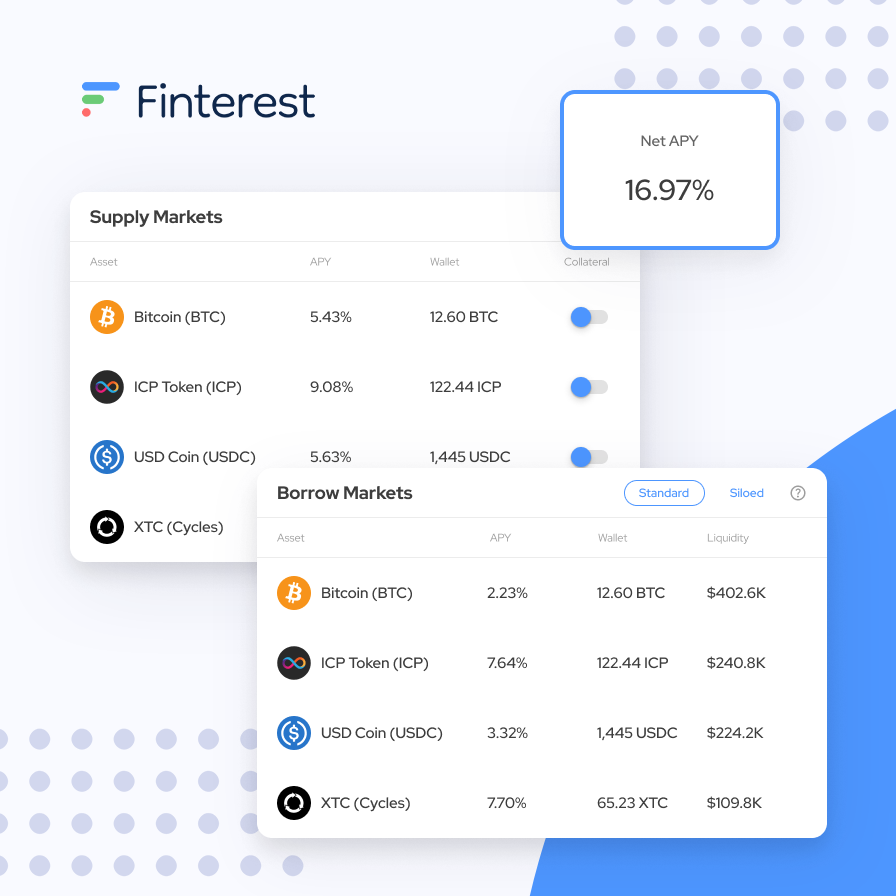 Finterest
Net APY
16.97%
Supply Markets
Asset APY Wallet Collateral
Bitcoin (BTC) 5.43% 12.60 BTC
ICP Token (ICP) 9.08% 122.44 ICP
USD Coin (USDC) 5.63% 1,445 USDC
XTC (Cycles)
Borrow Markets Standard Siloed ?
Asset APY Wallet Liquidity
Bitcoin (BTC) 2.23% 12.60 BTC $402.6K
ICP Token (ICP) 7.64% 122.44 ICP $240.8K
USD Coin (USDC) 3.32% 1,445 USDC $224.2K
XTC (Cycles) 7.70% 65.23 XTC $109.8K